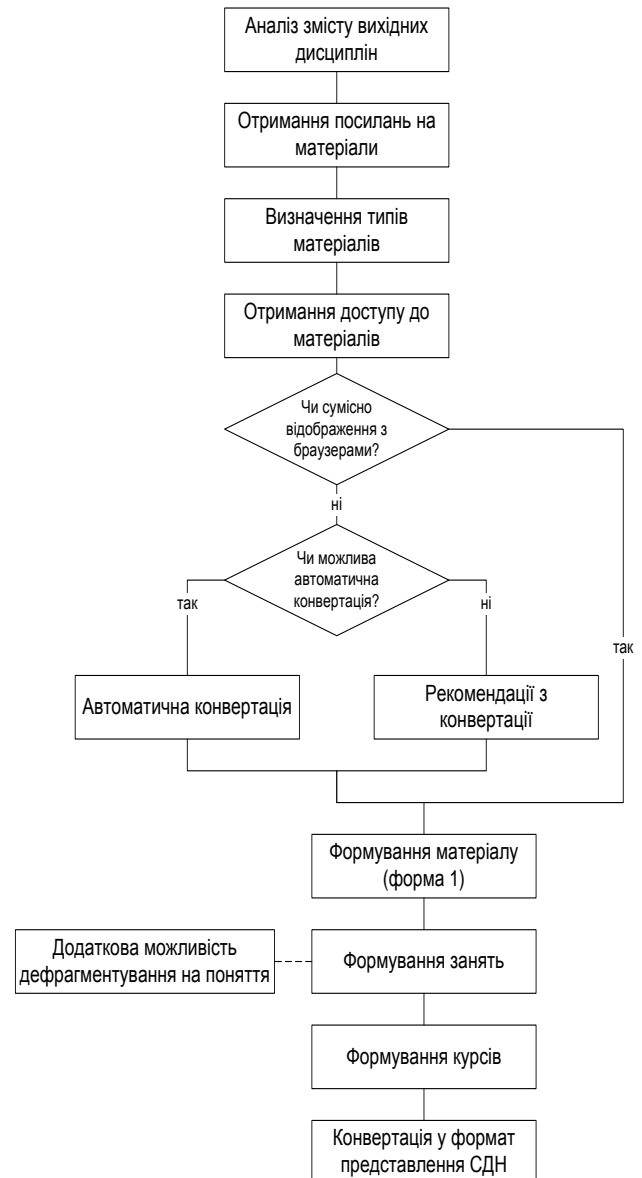 Аналіз змісту вихідних
дисциплін
Отримання посилань на
матеріали
Визначення типів
матеріалів
Отримання доступу до
матеріалів
Чи сумісно
відображення з
браузерами?
ні
Чи можлива
автоматична
конвертація?
так
ні
так
Автоматична конвертація
Рекомендації з
конвертації
Формування матеріалу
(форма 1)
Додаткова можливість
дефрагментування на поняття
Формування занять
Формування курсів
Конвертація у формат
представлення СДН